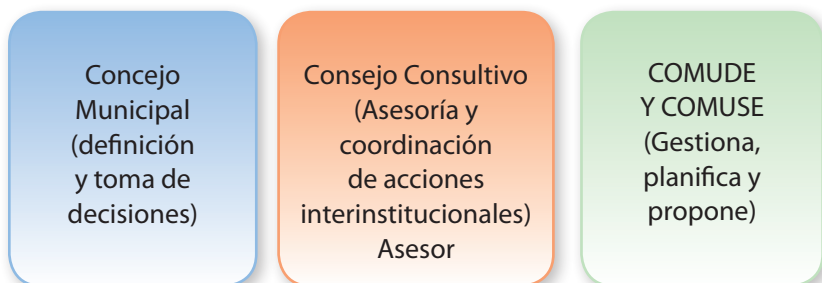 Concejo
Municipal
(definición
y toma de
decisiones)
Consejo Consultivo
(Asesoría y
coordinación
de acciones
interinstitucionales)
Asesor
COMUDE
Y COMUSE
(Gestiona,
planifica y
propone)